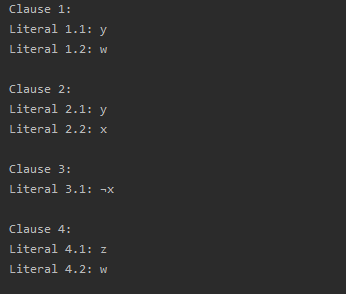 Clause 1:
Literal 1.1: y
Literal 1.2: w
Clause 2:
Literal 2.1: y
Literal 2.2: x
Clause 3:
Literal 3.1: ¬x
Clause 4:
Literal 4.1: z
Literal 4.2: w